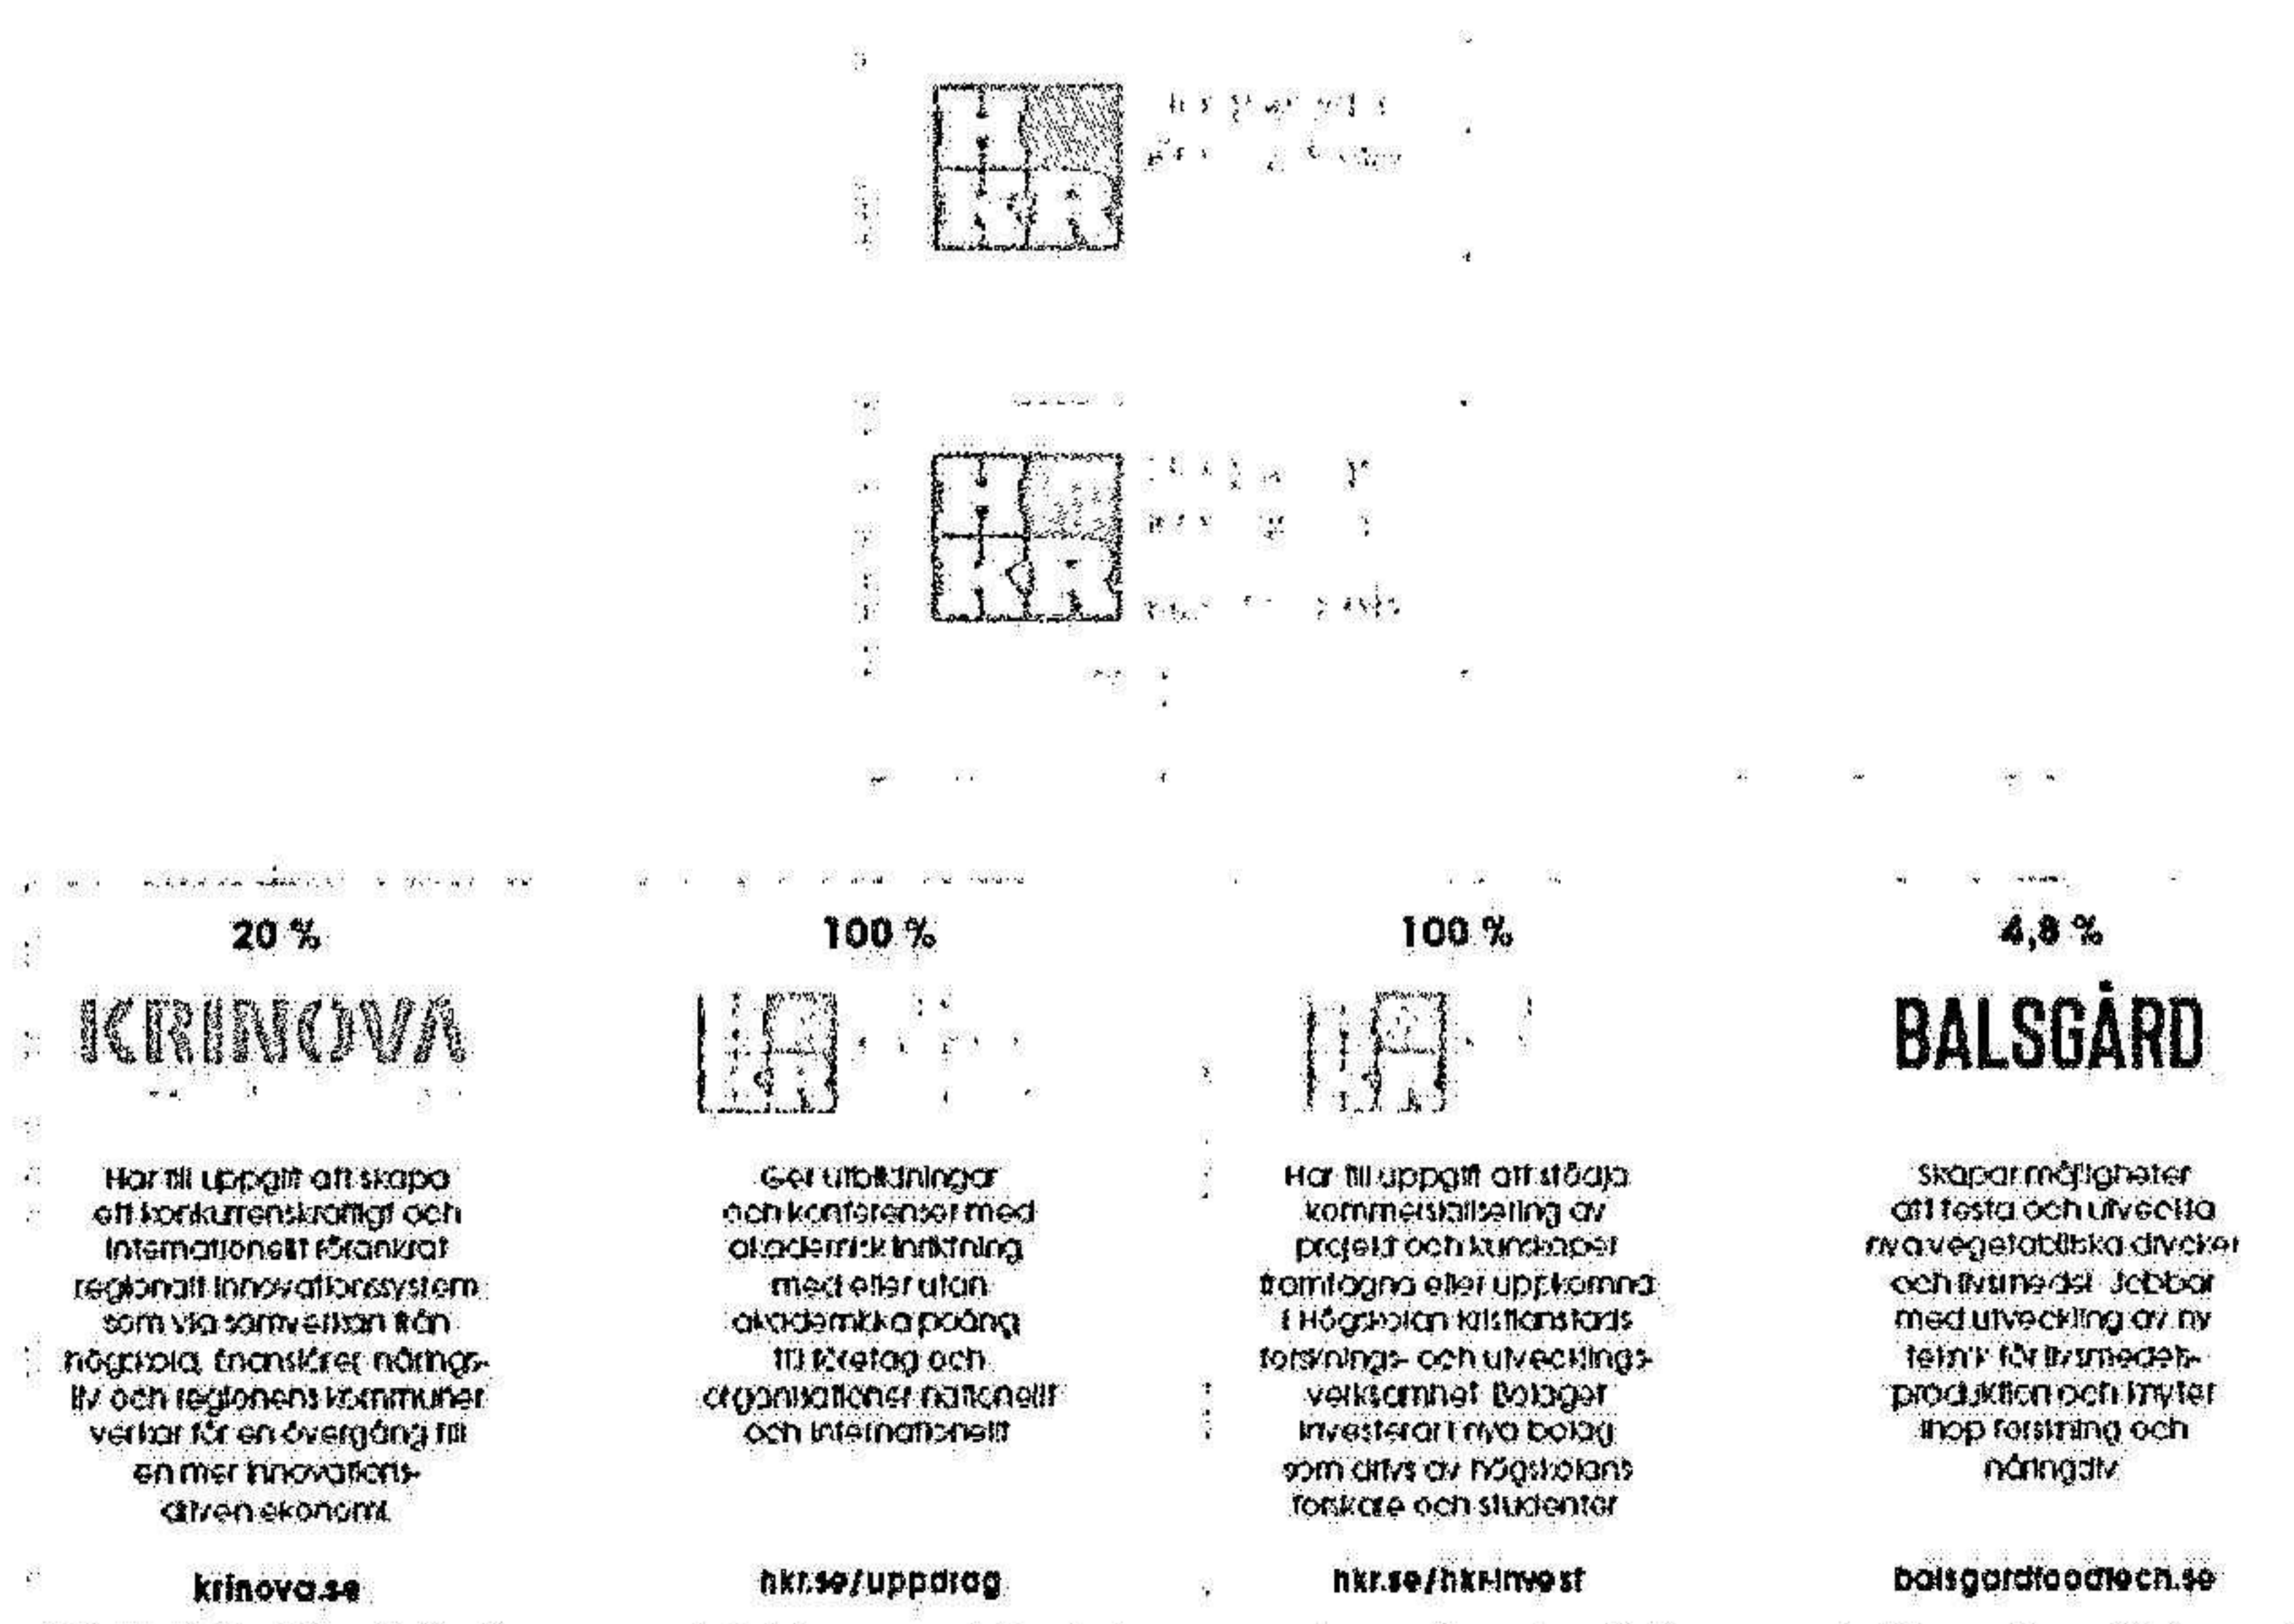 H
KR
H
KR
20 %
KRINOVA
Har till uppgift att skapa
ett konkurrenskraftigt och
internationellt förankrat
regionalt innovationssystem
som via samverkan från
högskola, finansiärer, närings-
liv och regionens kommuner
verkar för en övergång till
en mer innovations-
driven ekonomi.
krinova.se
100 %
KR
Ger utbildningar
och konferenser med
akademisk inriktning
med eller utan
akademiska poäng
till företag och
organisationer nationellt
och internationellt
hkr.se/uppdrag
100 %
Har till uppgift att stödja
kommersialisering av
projekt och kunskaper
framtagna eller uppkomna
i Högskolan Kristianstads
forsknings- och utvecklings-
verksamhet Bolaget
investerar i nya bolag
som drivs av högskolans
forskare och studenter
hkr.se/hkr-invest
4,8 %
BALSGÅRD
Skapar möjligheter
att testa och utveckla
nya vegetabiliska drycker
och livsmedel Jobbar
med utveckling av ny
teknik för livsmedels-
produktion och knyter
ihop forskning och
näringsliv
balsgardfoodtech.se